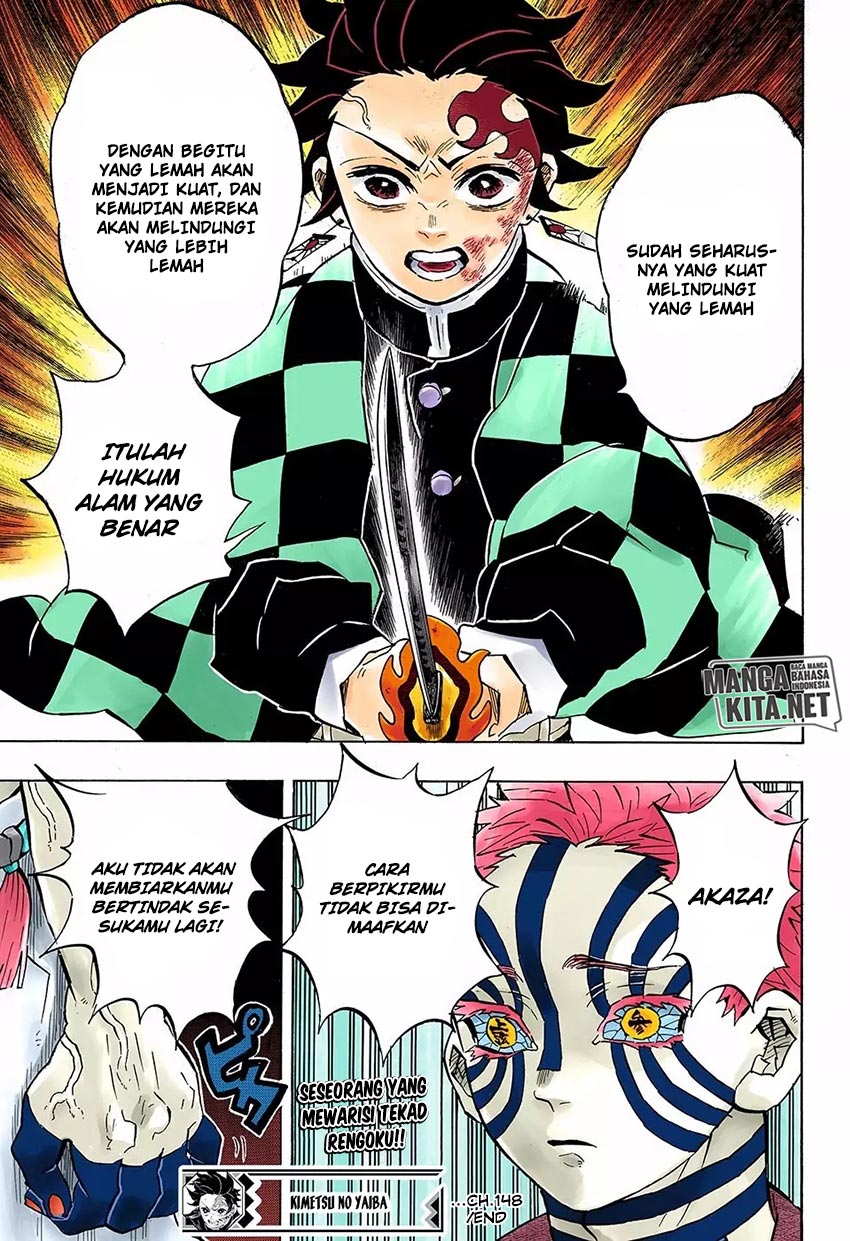 SUDAH SEHARUS-
NYA YANG KUAT
MELINDUNGI
YANG LEMAH
DENGAN BEGITU
YANG LEMAH AKAN
MENJADI KUAT, DAN
KEMUDIAN MEREKA
AKAN MELINDUNGI
YANG LEBIH
LEMAH
ITULAH
HUKUM
ALAM YANG
BENAR
MANGA
KITA.NET
BACA MANGA
BAHASA
INDONESIA
AKAZA!
CARA
BERPIKIRMU
TIDAK BISA DI-
MAAFKAN
上弦
参
AKU TIDAK AKAN
MEMBIARKANMU
BERTINDAK SE-
SUKAMU LAGI!
SESEORANG YANG
MEWARISI TEKAD
RENGOKU!!
KIMETSU NO YAIBA
...CH.148
/END